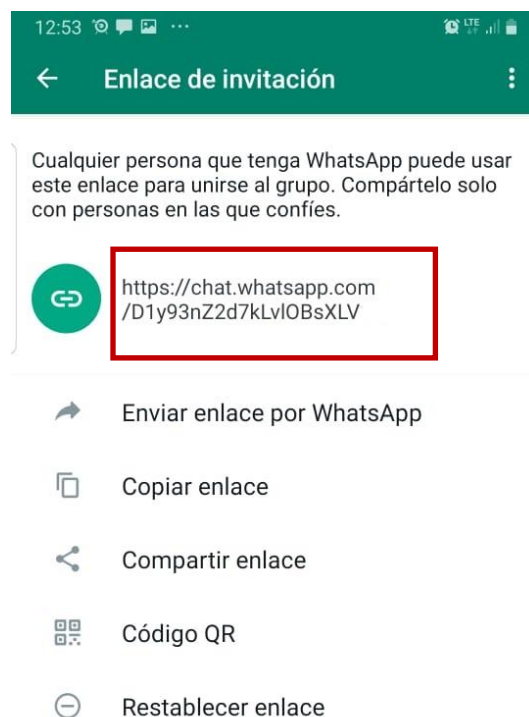 12:53
LTE
Enlace de invitación
Cualquier persona que tenga WhatsApp puede usar
este enlace para unirse al grupo. Compártelo solo
con personas en las que confíes.
https://chat.whatsapp.com
/D1y93nZ2d7kLvlOBsXLV
Enviar enlace por WhatsApp
Copiar enlace
Compartir enlace
Código QR
Restablecer enlace